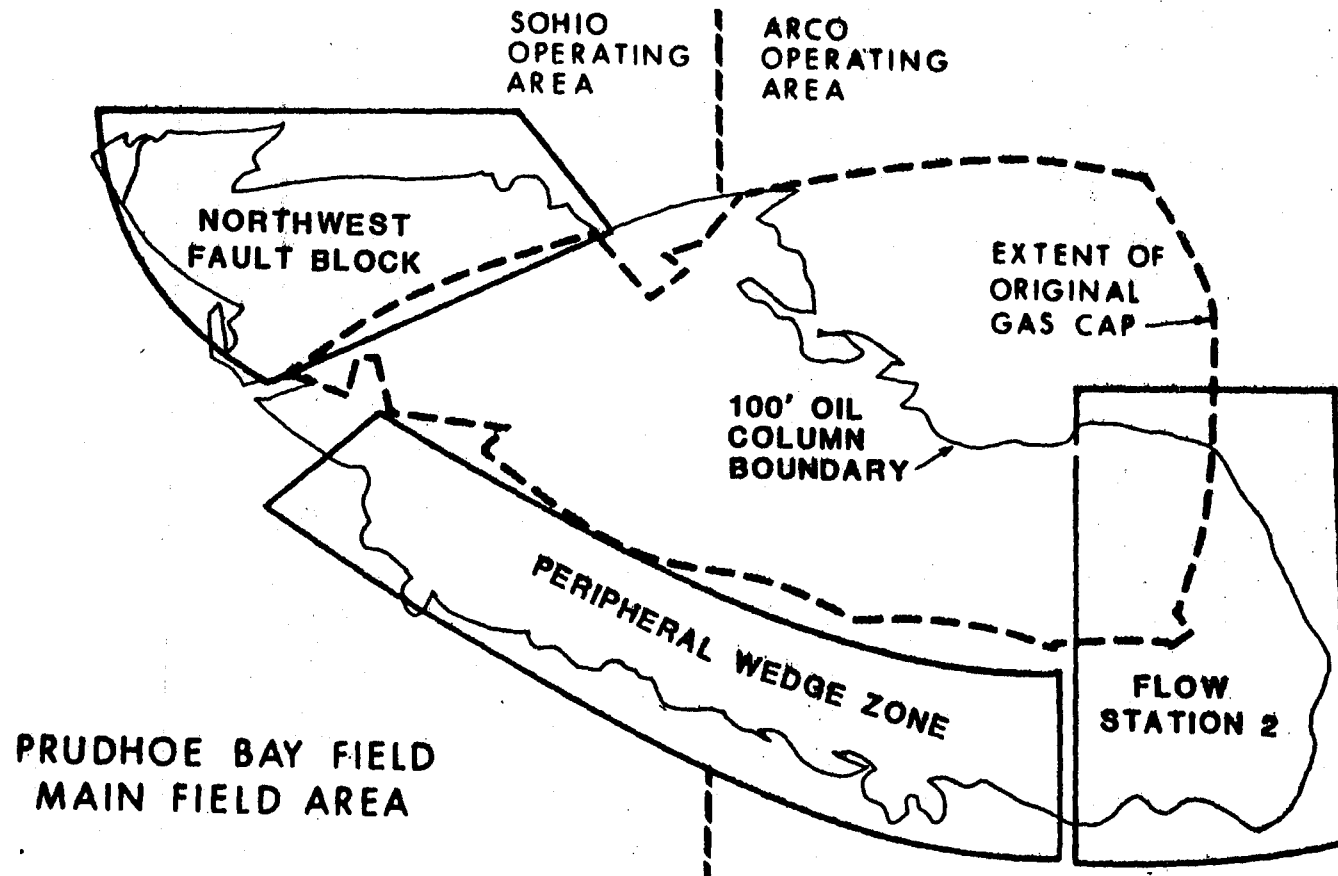 SOHIO
OPERATING
AREA
ARCO
OPERATING
AREA
NORTHWEST
FAULT BLOCK
EXTENT OF
ORIGINAL
GAS CAP
100' OIL
COLUMN
BOUNDARY
PERIPHERAL WEDGE ZONE
FLOW
STATION 2
PRUDHOE BAY FIELD
MAIN FIELD AREA